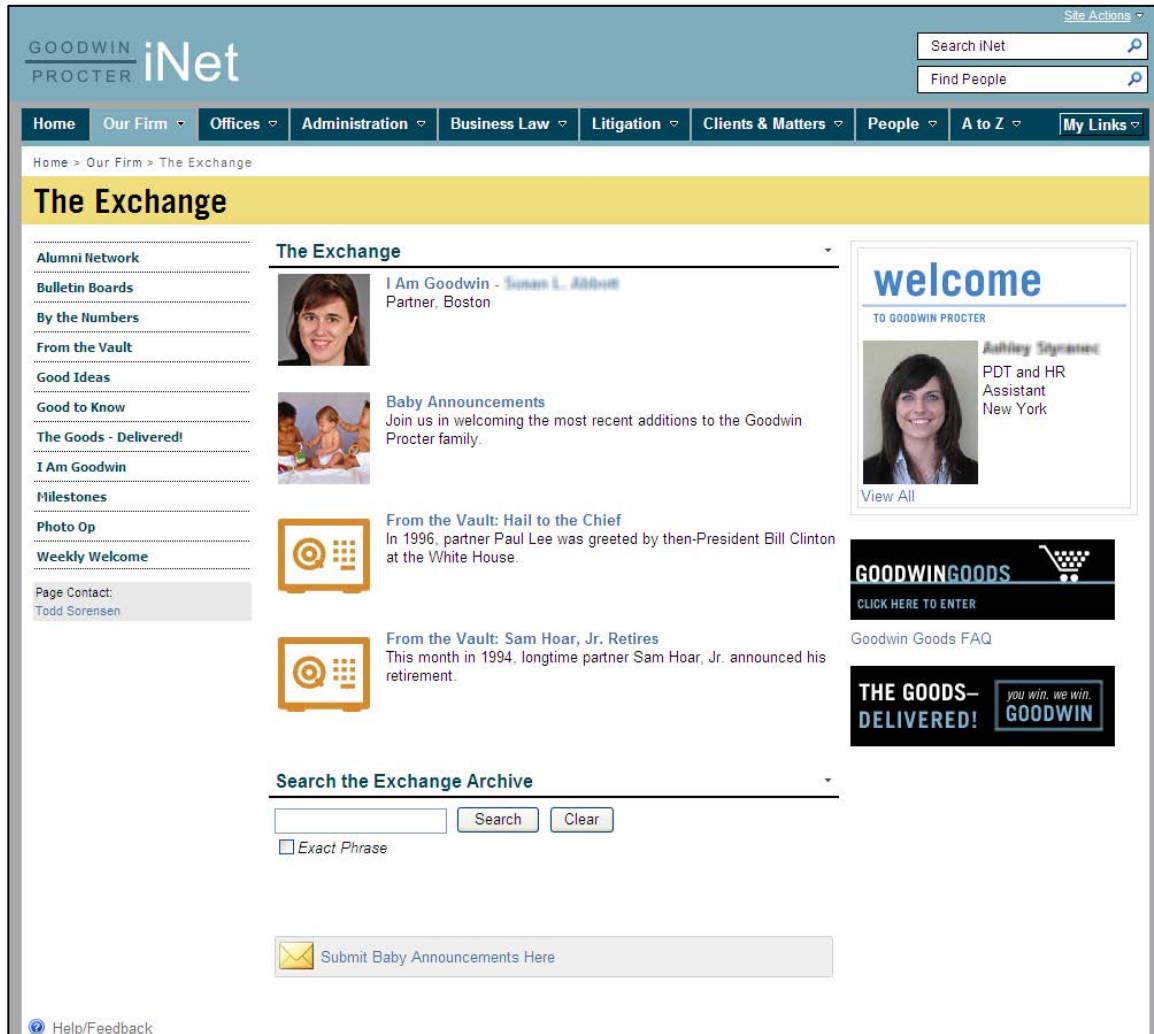 Site Actions
GOODWIN
PROCTER
iNet
Search iNet
Find People
Home
Our Firm
Offices
Administration
Business Law
Litigation
Clients & Matters
People
A to Z
My Links
Home > Our Firm > The Exchange
The Exchange
Alumni Network
Bulletin Boards
By the Numbers
From the Vault
Good Ideas
Good to Know
The Goods - Delivered!
I Am Goodwin
Milestones
Photo Op
Weekly Welcome
Page Contact:
Todd Sorensen
The Exchange
I Am Goodwin -
Partner, Boston
Baby Announcements
Join us in welcoming the most recent additions to the Goodwin
Procter family.
From the Vault: Hail to the Chief
In 1996, partner Paul Lee was greeted by then-President Bill Clinton
at the White House.
From the Vault: Sam Hoar, Jr. Retires
This month in 1994, longtime partner Sam Hoar, Jr. announced his
retirement.
Search the Exchange Archive
Search
Clear
Exact Phrase
Submit Baby Announcements Here
welcome
TO GOODWIN PROCTER
PDT and HR
Assistant
New York
View All
GOODWINGOODS
CLICK HERE TO ENTER
Goodwin Goods FAQ
THE GOODS–
DELIVERED!
you win. we win.
GOODWIN
Help/Feedback